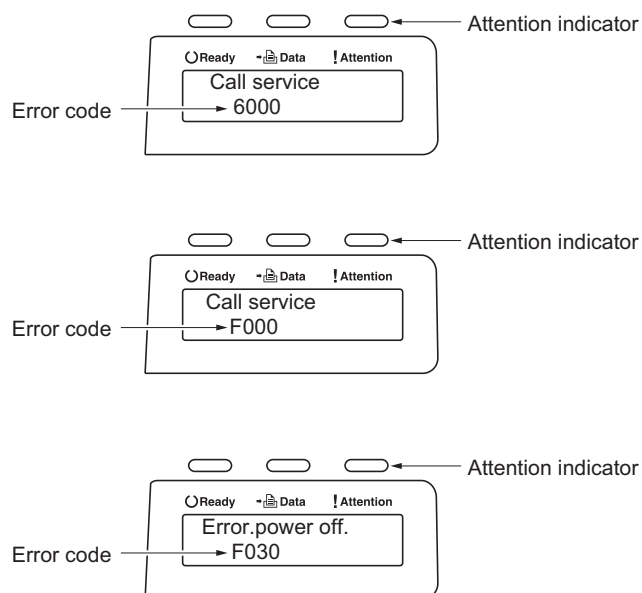 Attention indicator
Ready Data !Attention
Call service
Error code 6000
Attention indicator
Ready Data !Attention
Call service
Error code F000
Attention indicator
Ready Data !Attention
Error.power off.
Error code F030